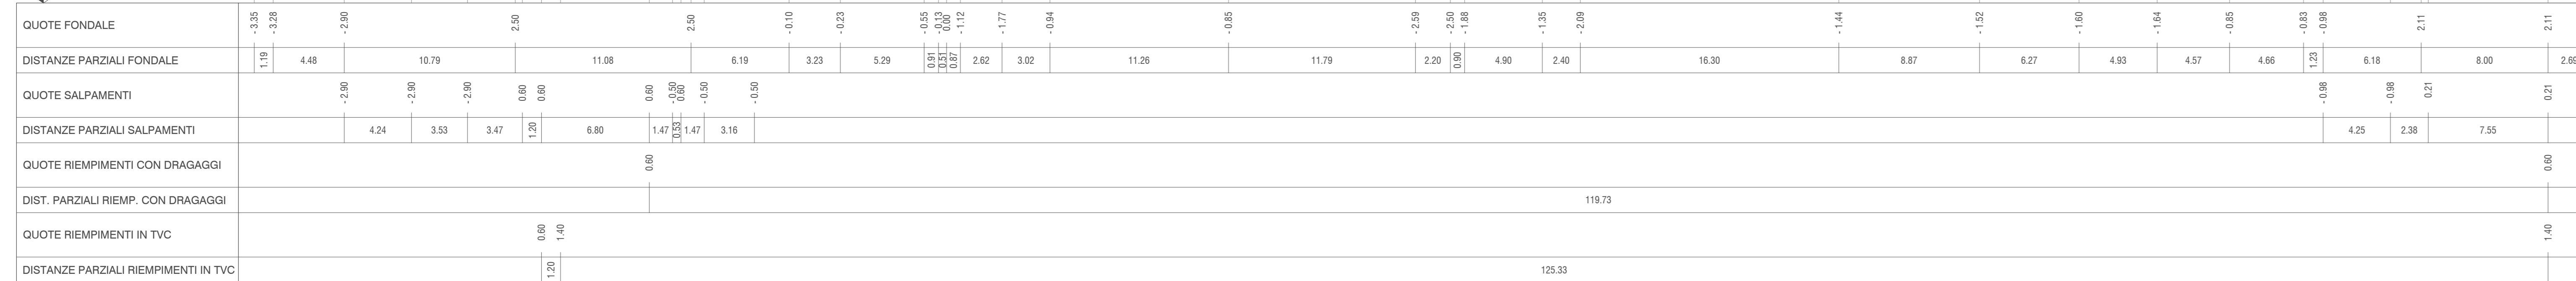 QUOTE FONDALE - 3.35 - 3.28 - 2.90 2.50 2.50 - 0.10 - 0.23 - 0.55 - 0.13 0.00 - 1.12 - 1.77 - 0.94 - 0.85 - 2.59 - 2.50 - 1.88 - 1.35 - 2.09 - 1.44 - 1.52 - 1.60 - 1.64 - 0.85 - 0.83 - 0.98 2.11 2.11
DISTANZE PARZIALI FONDALE 1.19 4.48 10.79 11.08 6.19 3.23 5.29 0.91 0.51 0.87 2.62 3.02 11.26 11.79 2.20 0.90 4.90 2.40 16.30 8.87 6.27 4.93 4.57 4.66 1.23 6.18 8.00 2.69
QUOTE SALPAMENTI - 2.90 - 2.90 - 2.90 0.60 0.60 0.60 - 0.50 0.60 - 0.50 - 0.50 - 0.98 - 0.98 0.21 0.21
DISTANZE PARZIALI SALPAMENTI 4.24 3.53 3.47 1.20 6.80 1.47 0.53 1.47 3.16 4.25 2.38 7.55
QUOTE RIEMPIMENTI CON DRAGAGGI 0.60 0.60
DIST. PARZIALI RIEMP. CON DRAGAGGI 119.73
QUOTE RIEMPIMENTI IN TVC 0.60 1.40 1.40
DISTANZE PARZIALI RIEMPIMENTI IN TVC 1.20 125.33